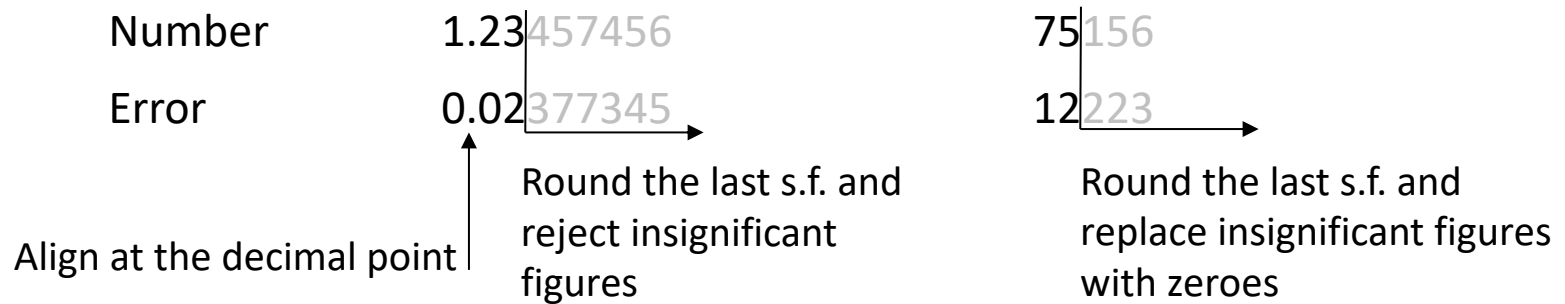 Number 1.23457456 75156
Error 0.02377345 12223
Align at the decimal point
Round the last s.f. and
reject insignificant
figures
Round the last s.f. and
replace insignificant figures
with zeroes